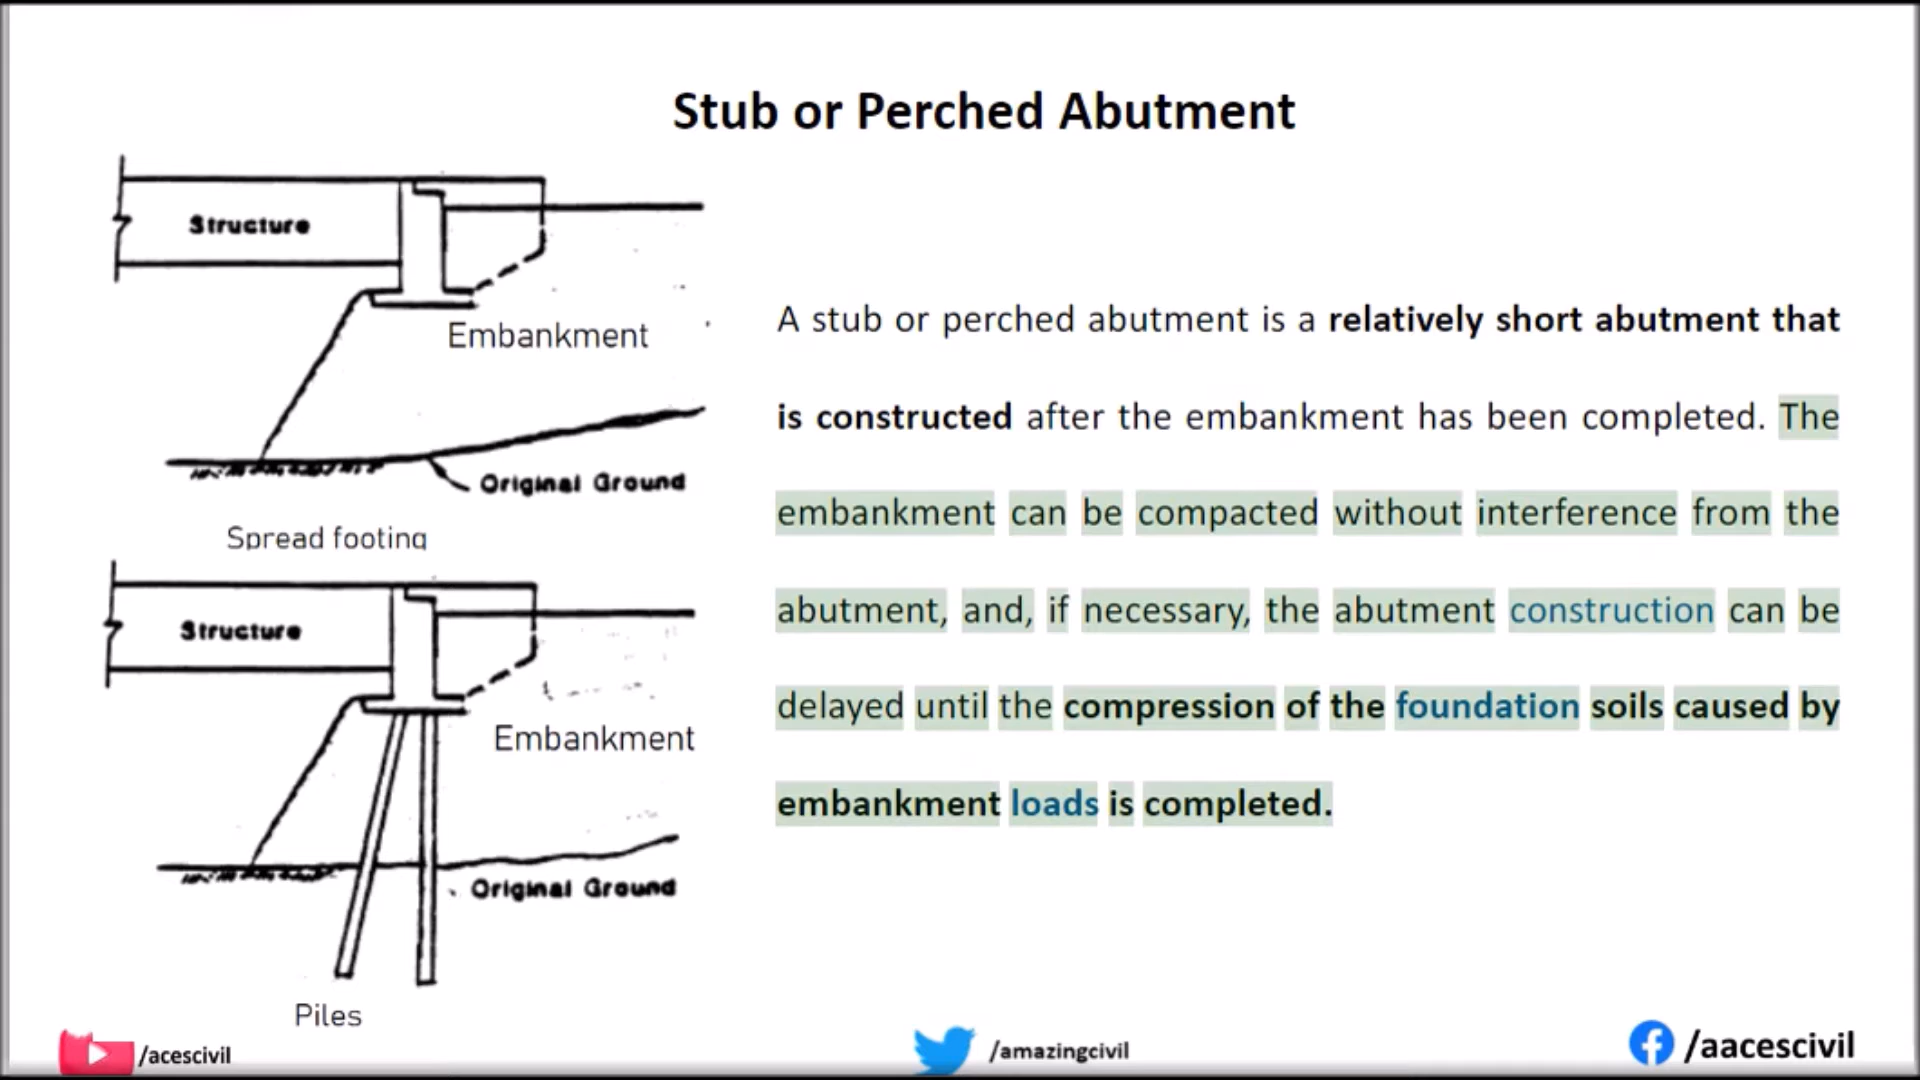 Stub or Perched Abutment
Structure
Embankment
Original Ground
Spread footing
Structure
Embankment
Original Ground
Piles
A stub or perched abutment is a relatively short abutment that
is constructed after the embankment has been completed. The
embankment can be compacted without interference from the
abutment, and, if necessary, the abutment construction can be
delayed until the compression of the foundation soils caused by
embankment loads is completed.
/acescivil
/amazingcivil
/aacescivil